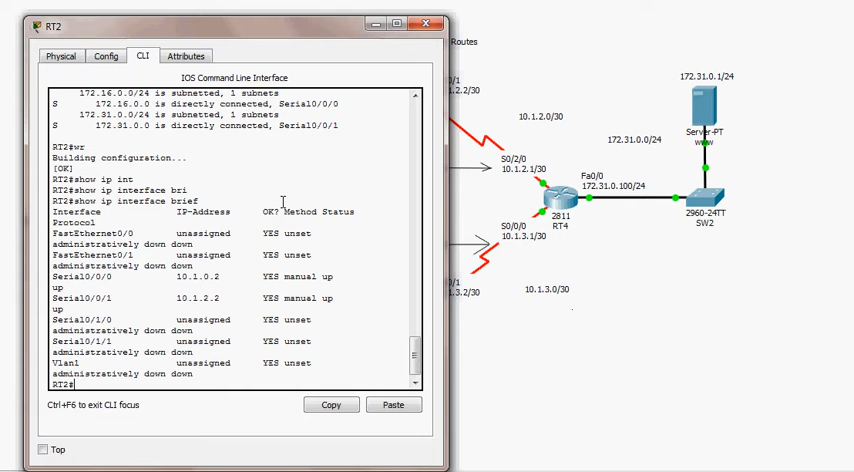 RT2
Physical Config CLI Attributes
IOS Command Line Interface
172.16.0.0/24 is subnetted, 1 subnets
S 172.16.0.0 is directly connected, Serial0/0/0
172.31.0.0/24 is subnetted, 1 subnets
S 172.31.0.0 is directly connected, Serial0/0/1
RT2#wr
Building configuration...
[OK]
RT2#show ip int
RT2#show ip interface bri
RT2#show ip interface brief
Interface IP-Address OK? Method Status
Protocol
FastEthernet0/0 unassigned YES unset
administratively down down
FastEthernet0/1 unassigned YES unset
administratively down down
Serial0/0/0 10.1.0.2 YES manual up
up
Serial0/0/1 10.1.2.2 YES manual up
up
Serial0/1/0 unassigned YES unset
administratively down down
Serial0/1/1 unassigned YES unset
administratively down down
Vlan1 unassigned YES unset
administratively down down
RT2#
Ctrl+F6 to exit CLI focus
Copy
Paste
Top
Routes
/1
.2.2/30
10.1.2.0/30
S0/2/0
10.1.2.1/30
Fa0/0
172.31.0.100/24
2811
RT4
S0/0/0
10.1.3.1/30
/1
1.3.2/30
10.1.3.0/30
172.31.0.1/24
172.31.0.0/24
Server-PT
www
2960-24TT
SW2